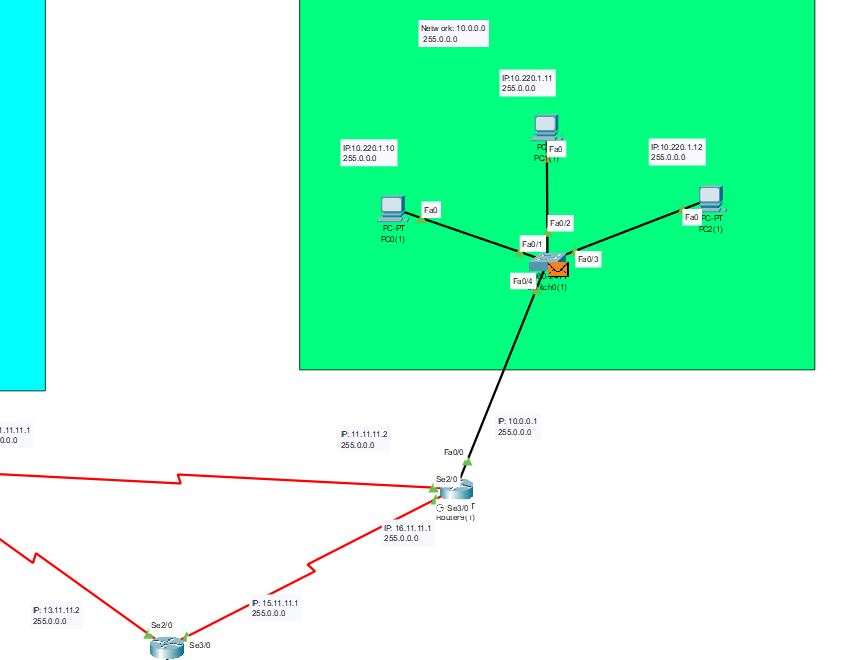 Network: 10.0.0.0
255.0.0.0
IP:10.220.1.11
255.0.0.0
IP:10.220.1.10
255.0.0.0
IP:10.220.1.12
255.0.0.0
Fa0
PC1(1)
Fa0
PC-PT
PC0(1)
Fa0
PC-PT
PC2(1)
Fa0/2
Fa0/1
Fa0/3
Fa0/4
Switch0(1)
.11.11.1
.0.0.0
IP: 11.11.11.2
255.0.0.0
IP: 10.0.0.1
255.0.0.0
Fa0/0
Se2/0
Se3/0
Router9(1)
IP: 16.11.11.1
255.0.0.0
IP: 13.11.11.2
255.0.0.0
IP: 15.11.11.1
255.0.0.0
Se2/0
Se3/0